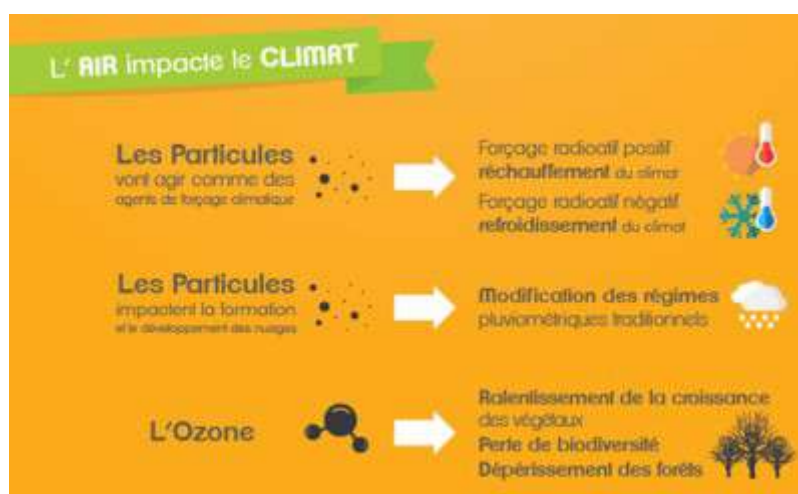 L' AIR impacte le CLIMAT
Les Particules
vont agir comme des
agents de forçage climatique
Forçage radioatif positif
réchauffement du climat
Forçage radioatif négatif
refroidissement du climat
Les Particules
impactent la formation
et le développement des nuages
Modification des régimes
pluviométriques traditionnels
L'Ozone
Ralentissement de la croissance
des végétaux
Perte de biodiversité
Dépérissement des forêts